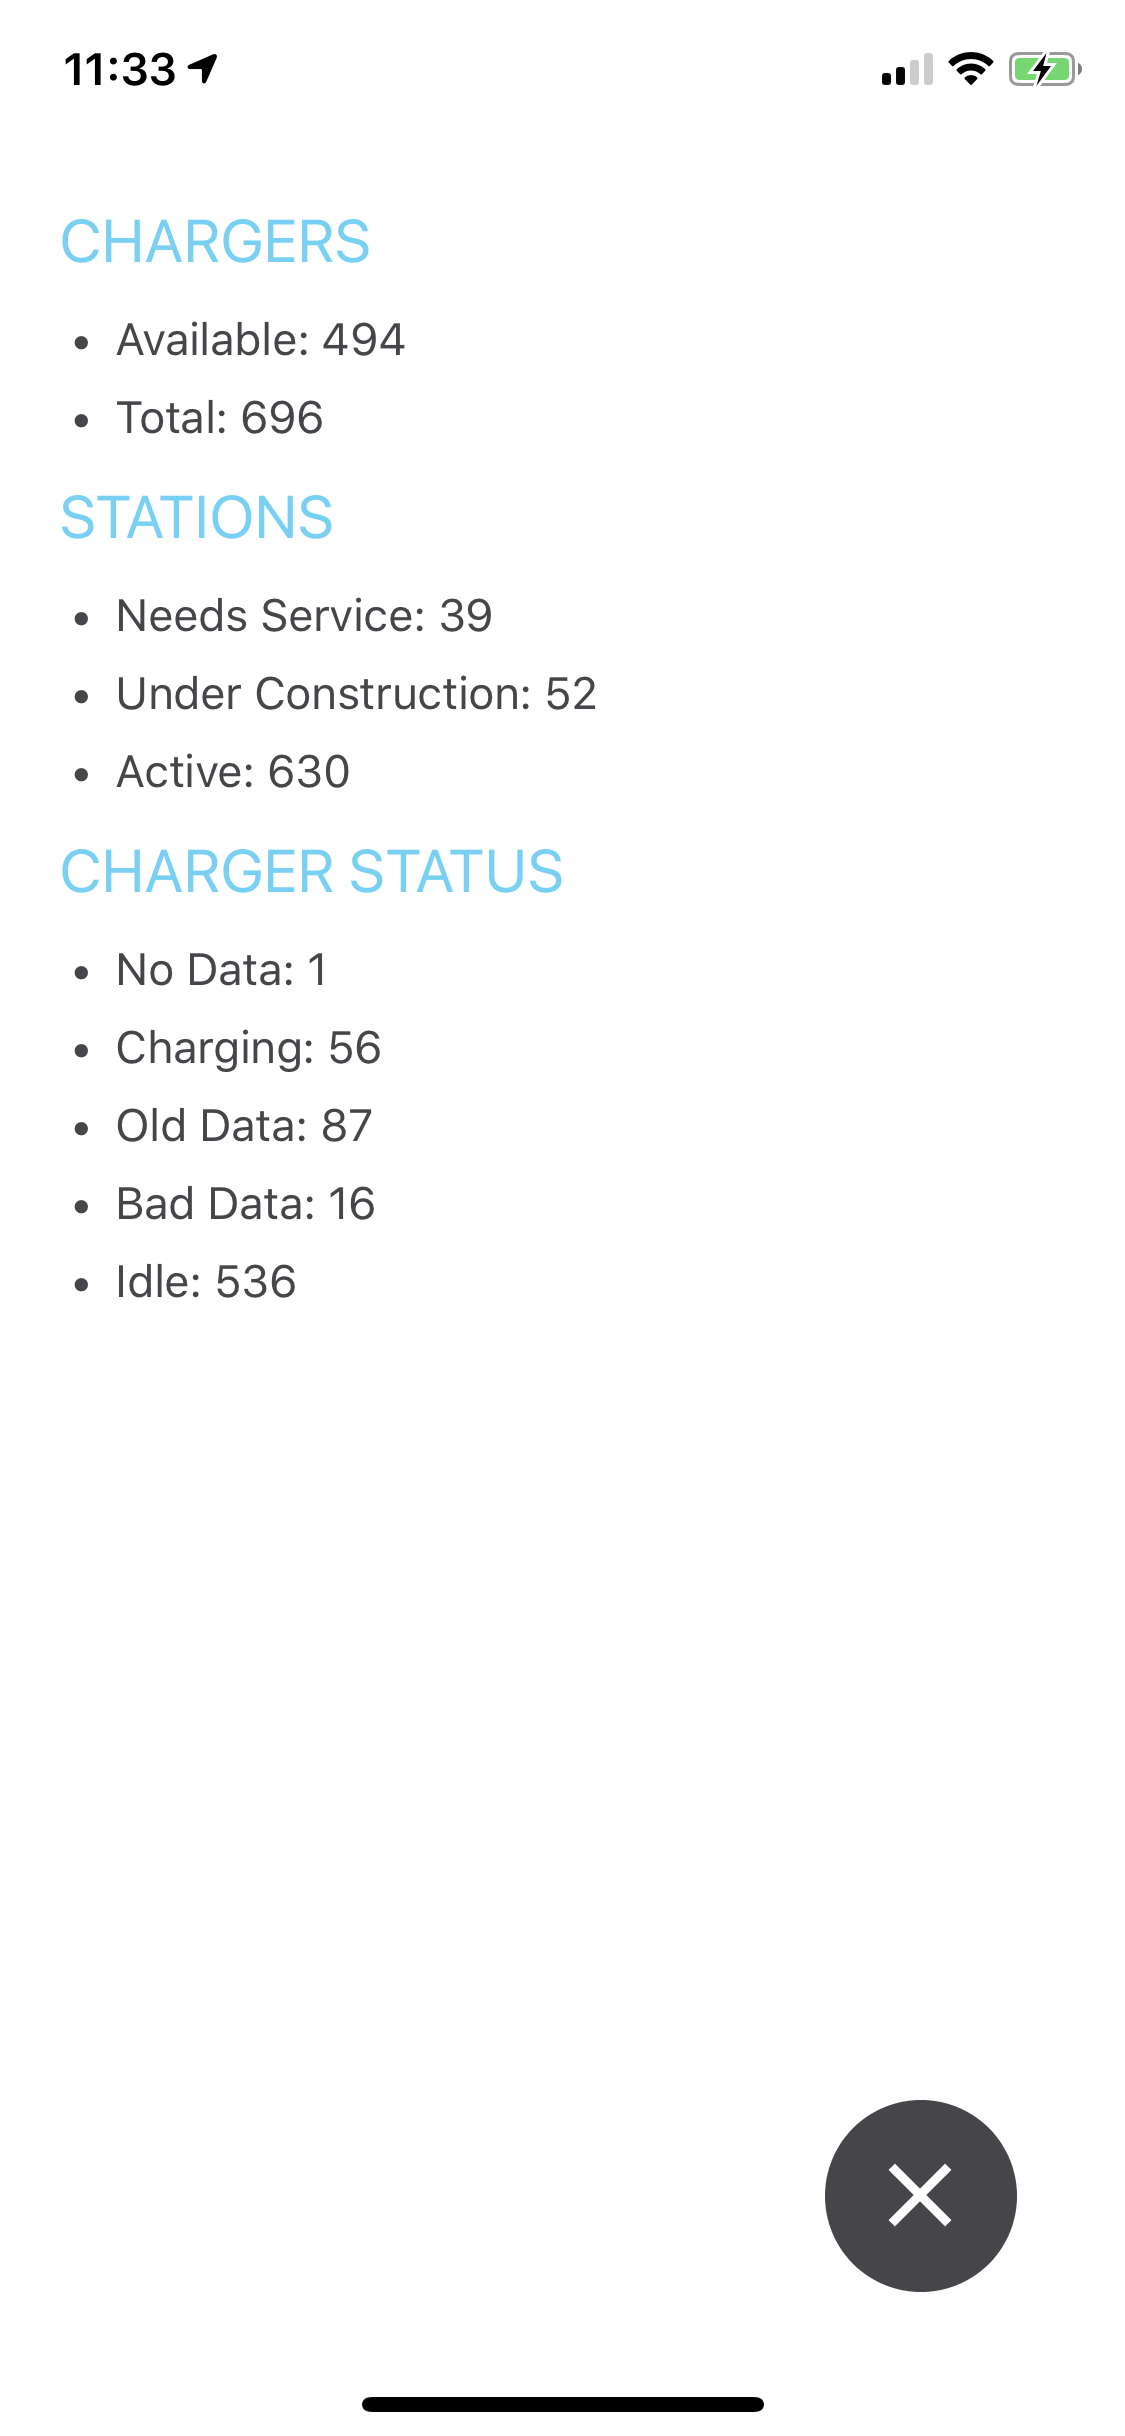 11:33
CHARGERS
• Available: 494
• Total: 696
STATIONS
• Needs Service: 39
• Under Construction: 52
• Active: 630
CHARGER STATUS
• No Data: 1
• Charging: 56
• Old Data: 87
• Bad Data: 16
• Idle: 536